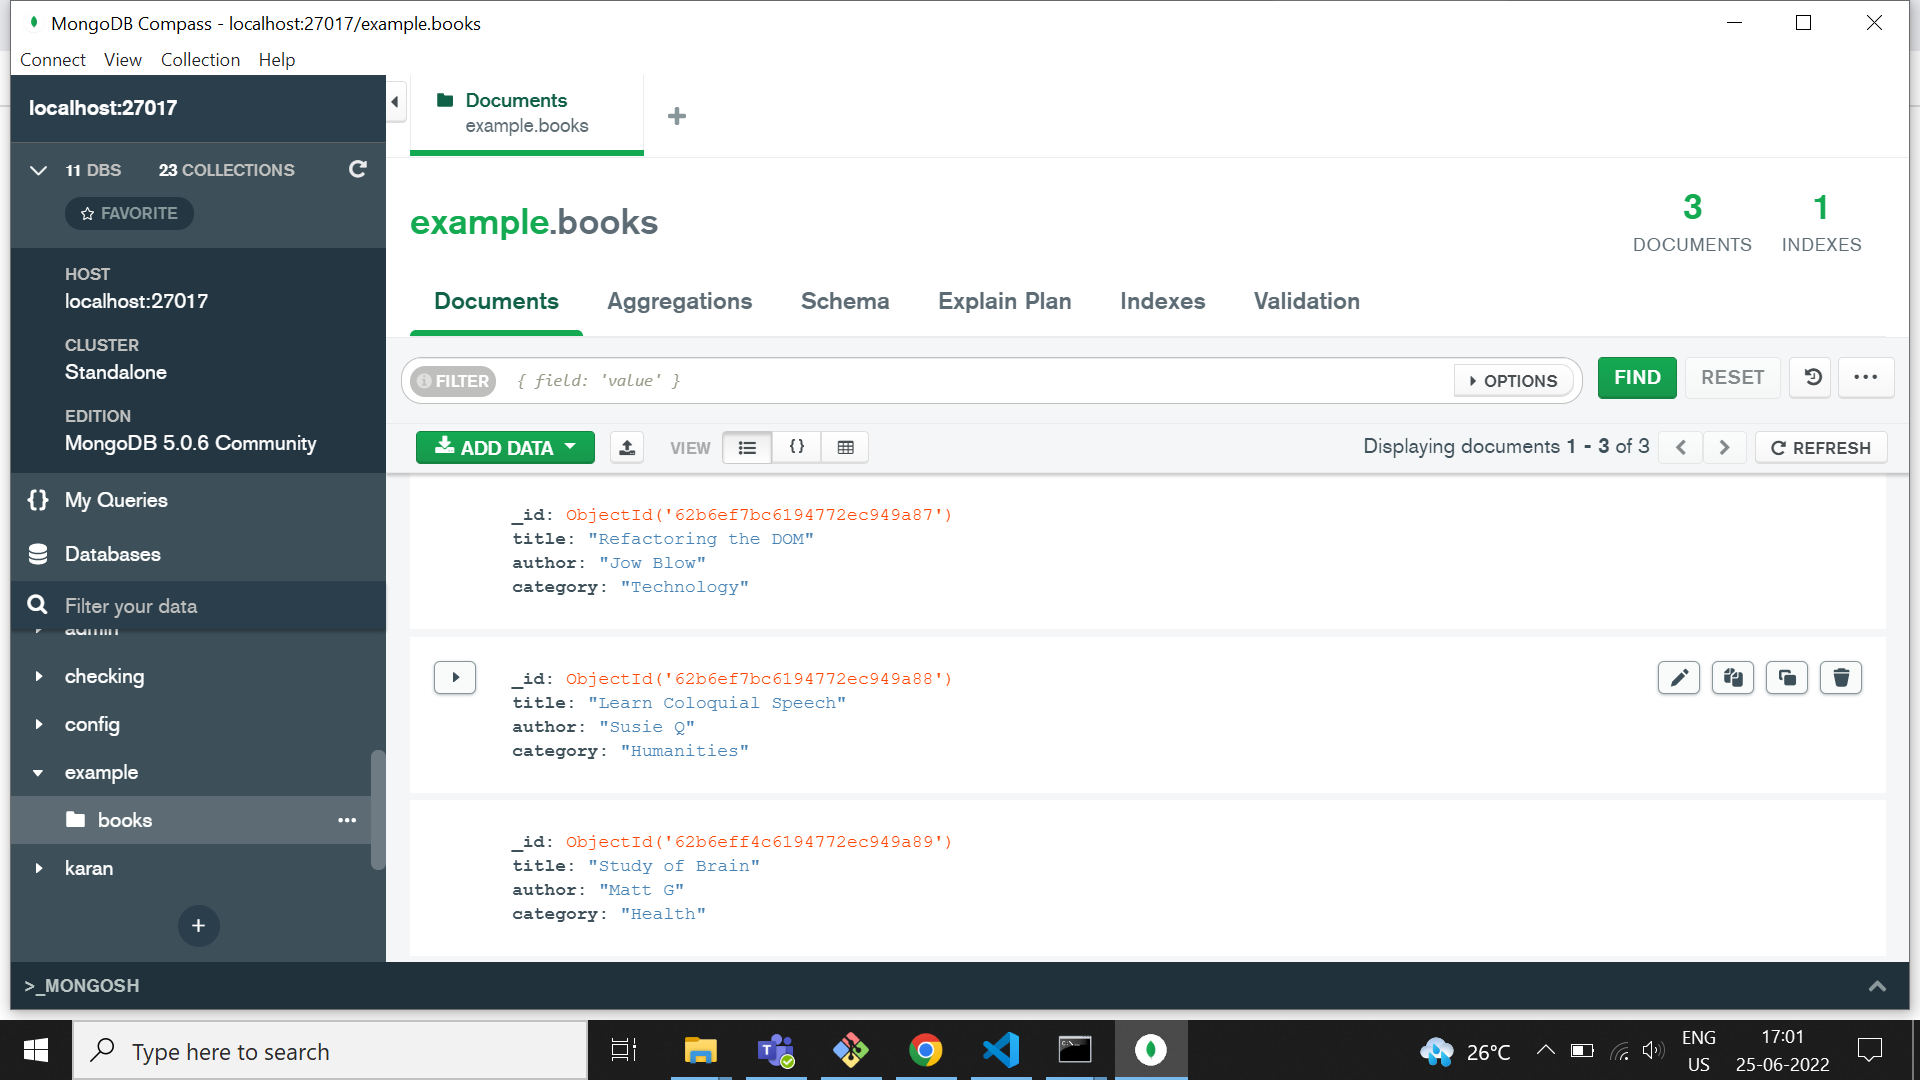 MongoDB Compass - localhost:27017/example.books
Connect View Collection Help
localhost:27017
11 DBS 23 COLLECTIONS
FAVORITE
HOST
localhost:27017
CLUSTER
Standalone
EDITION
MongoDB 5.0.6 Community
{} My Queries
Databases
Filter your data
admin
checking
config
example
books
karan
+
Documents
example.books
+
example.books
3
DOCUMENTS
1
INDEXES
Documents Aggregations Schema Explain Plan Indexes Validation
FILTER { field: 'value' } OPTIONS FIND RESET
ADD DATA VIEW {} Displaying documents 1 - 3 of 3 REFRESH
_id: ObjectId('62b6ef7bc6194772ec949a87')
title: "Refactoring the DOM"
author: "Jow Blow"
category: "Technology"
_id: ObjectId('62b6ef7bc6194772ec949a88')
title: "Learn Coloquial Speech"
author: "Susie Q"
category: "Humanities"
_id: ObjectId('62b6eff4c6194772ec949a89')
title: "Study of Brain"
author: "Matt G"
category: "Health"
>_MONGOSH
Type here to search
26°C
ENG
US
17:01
25-06-2022